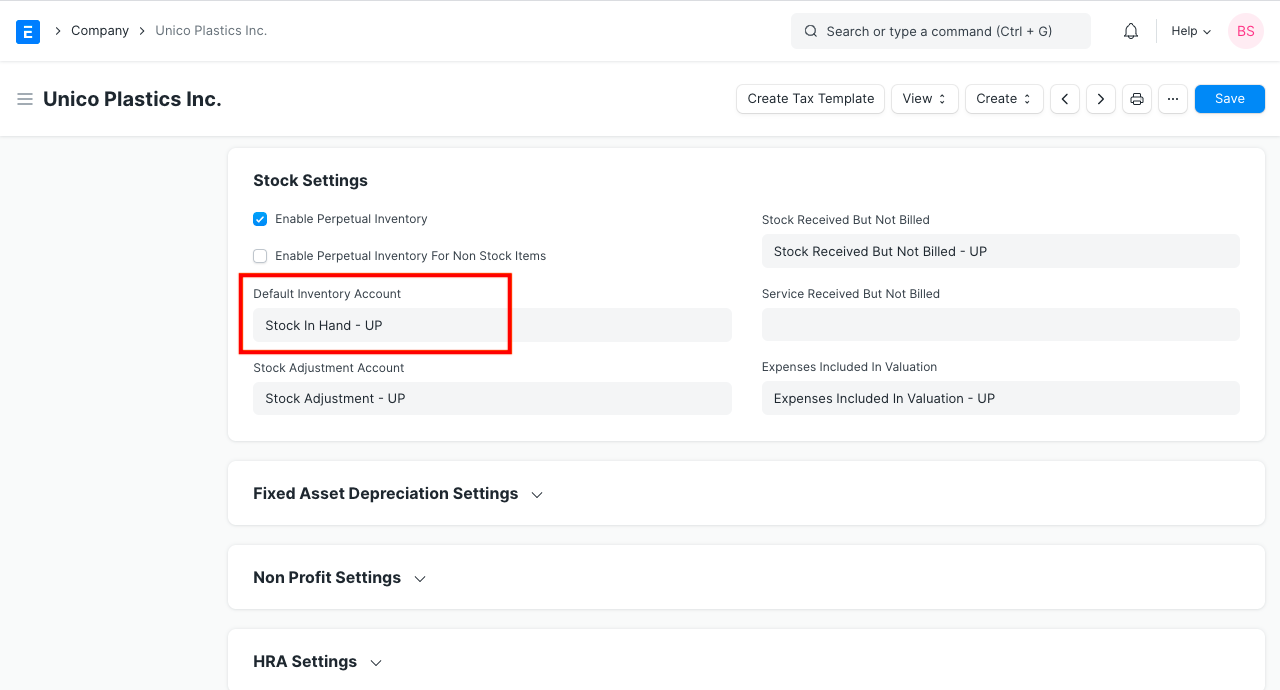 E
Company
Unico Plastics Inc.
Search or type a command (Ctrl + G)
Help
BS
Unico Plastics Inc.
Create Tax Template
View
Create
Save
Stock Settings
Enable Perpetual Inventory
Enable Perpetual Inventory For Non Stock Items
Default Inventory Account
Stock In Hand - UP
Stock Adjustment Account
Stock Adjustment - UP
Stock Received But Not Billed
Stock Received But Not Billed - UP
Service Received But Not Billed
Expenses Included In Valuation
Expenses Included In Valuation - UP
Fixed Asset Depreciation Settings
Non Profit Settings
HRA Settings